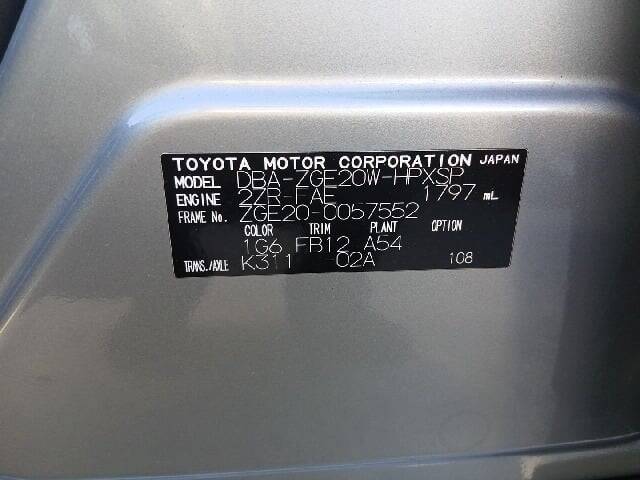 TOYOTA MOTOR CORPORATION JAPAN
MODEL DBA-ZGE20W-HPXSP
ENGINE 2ZR-FAE 1797 mL
FRAME No. ZGE20-0057552
COLOR TRIM PLANT OPTION
1G6 FB12 A54
TRANS./AXLE K311 -02A 108